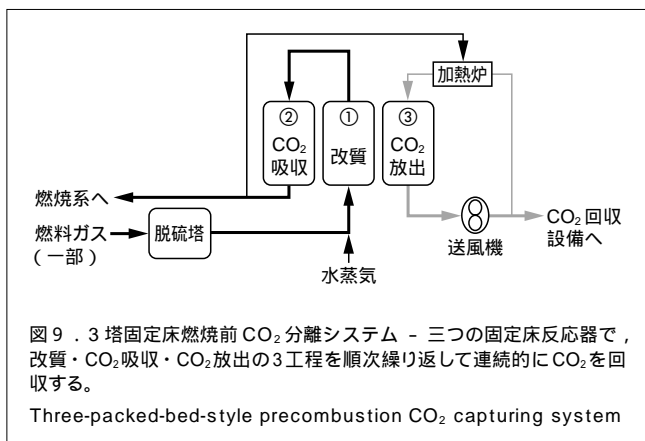 加熱炉
②
CO₂
吸収
①
改質
③
CO₂
放出
燃焼系へ
燃料ガス
(一部)
脱硫塔
水蒸気
送風機
CO₂回収
設備へ
図9．3塔固定床燃焼前CO₂分離システム － 三つの固定床反応器で，
改質・CO₂吸収・CO₂放出の3工程を順次繰り返して連続的にCO₂を回
収する。
Three-packed-bed-style precombustion CO₂ capturing system